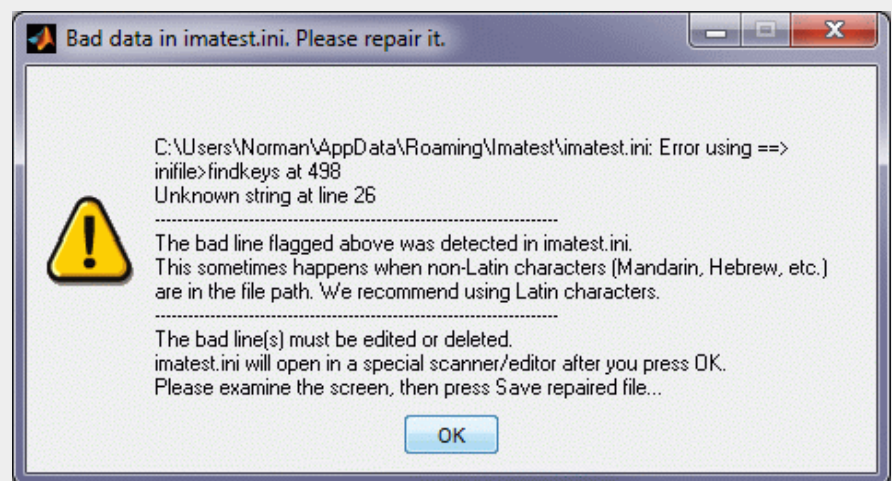 Bad data in imatest.ini. Please repair it.
C:\Users\Norman\AppData\Roaming\Imatest\imatest.ini: Error using ==>
inifile>findkeys at 498
Unknown string at line 26
------------------------------------------------------------------
The bad line flagged above was detected in imatest.ini.
This sometimes happens when non-Latin characters (Mandarin, Hebrew, etc.)
are in the file path. We recommend using Latin characters.
------------------------------------------------------------------
The bad line(s) must be edited or deleted.
imatest.ini will open in a special scanner/editor after you press OK.
Please examine the screen, then press Save repaired file...
OK